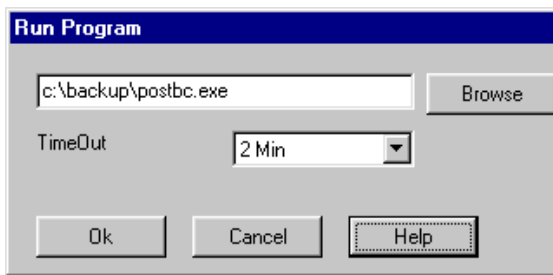 Run Program
c:\backup\postbc.exe
Browse
TimeOut
2 Min
Ok
Cancel
Help